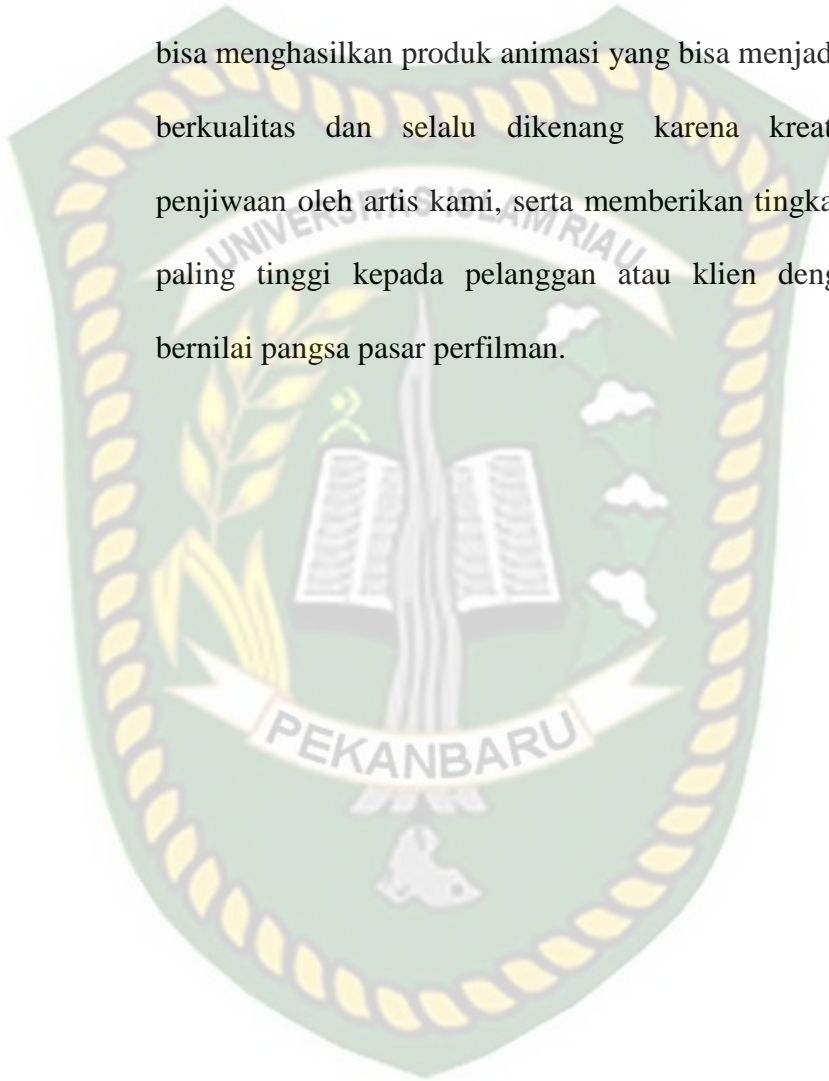 bisa menghasilkan produk animasi yang bisa menjad
berkualitas dan selalu dikenang karena kreat
penjiwaan oleh artis kami, serta memberikan tingka
UNIVERSITAS ISLAM RIAU
paling tinggi kepada pelanggan atau klien deng
bernilai pangsa pasar perfilman.
PEKANBARU